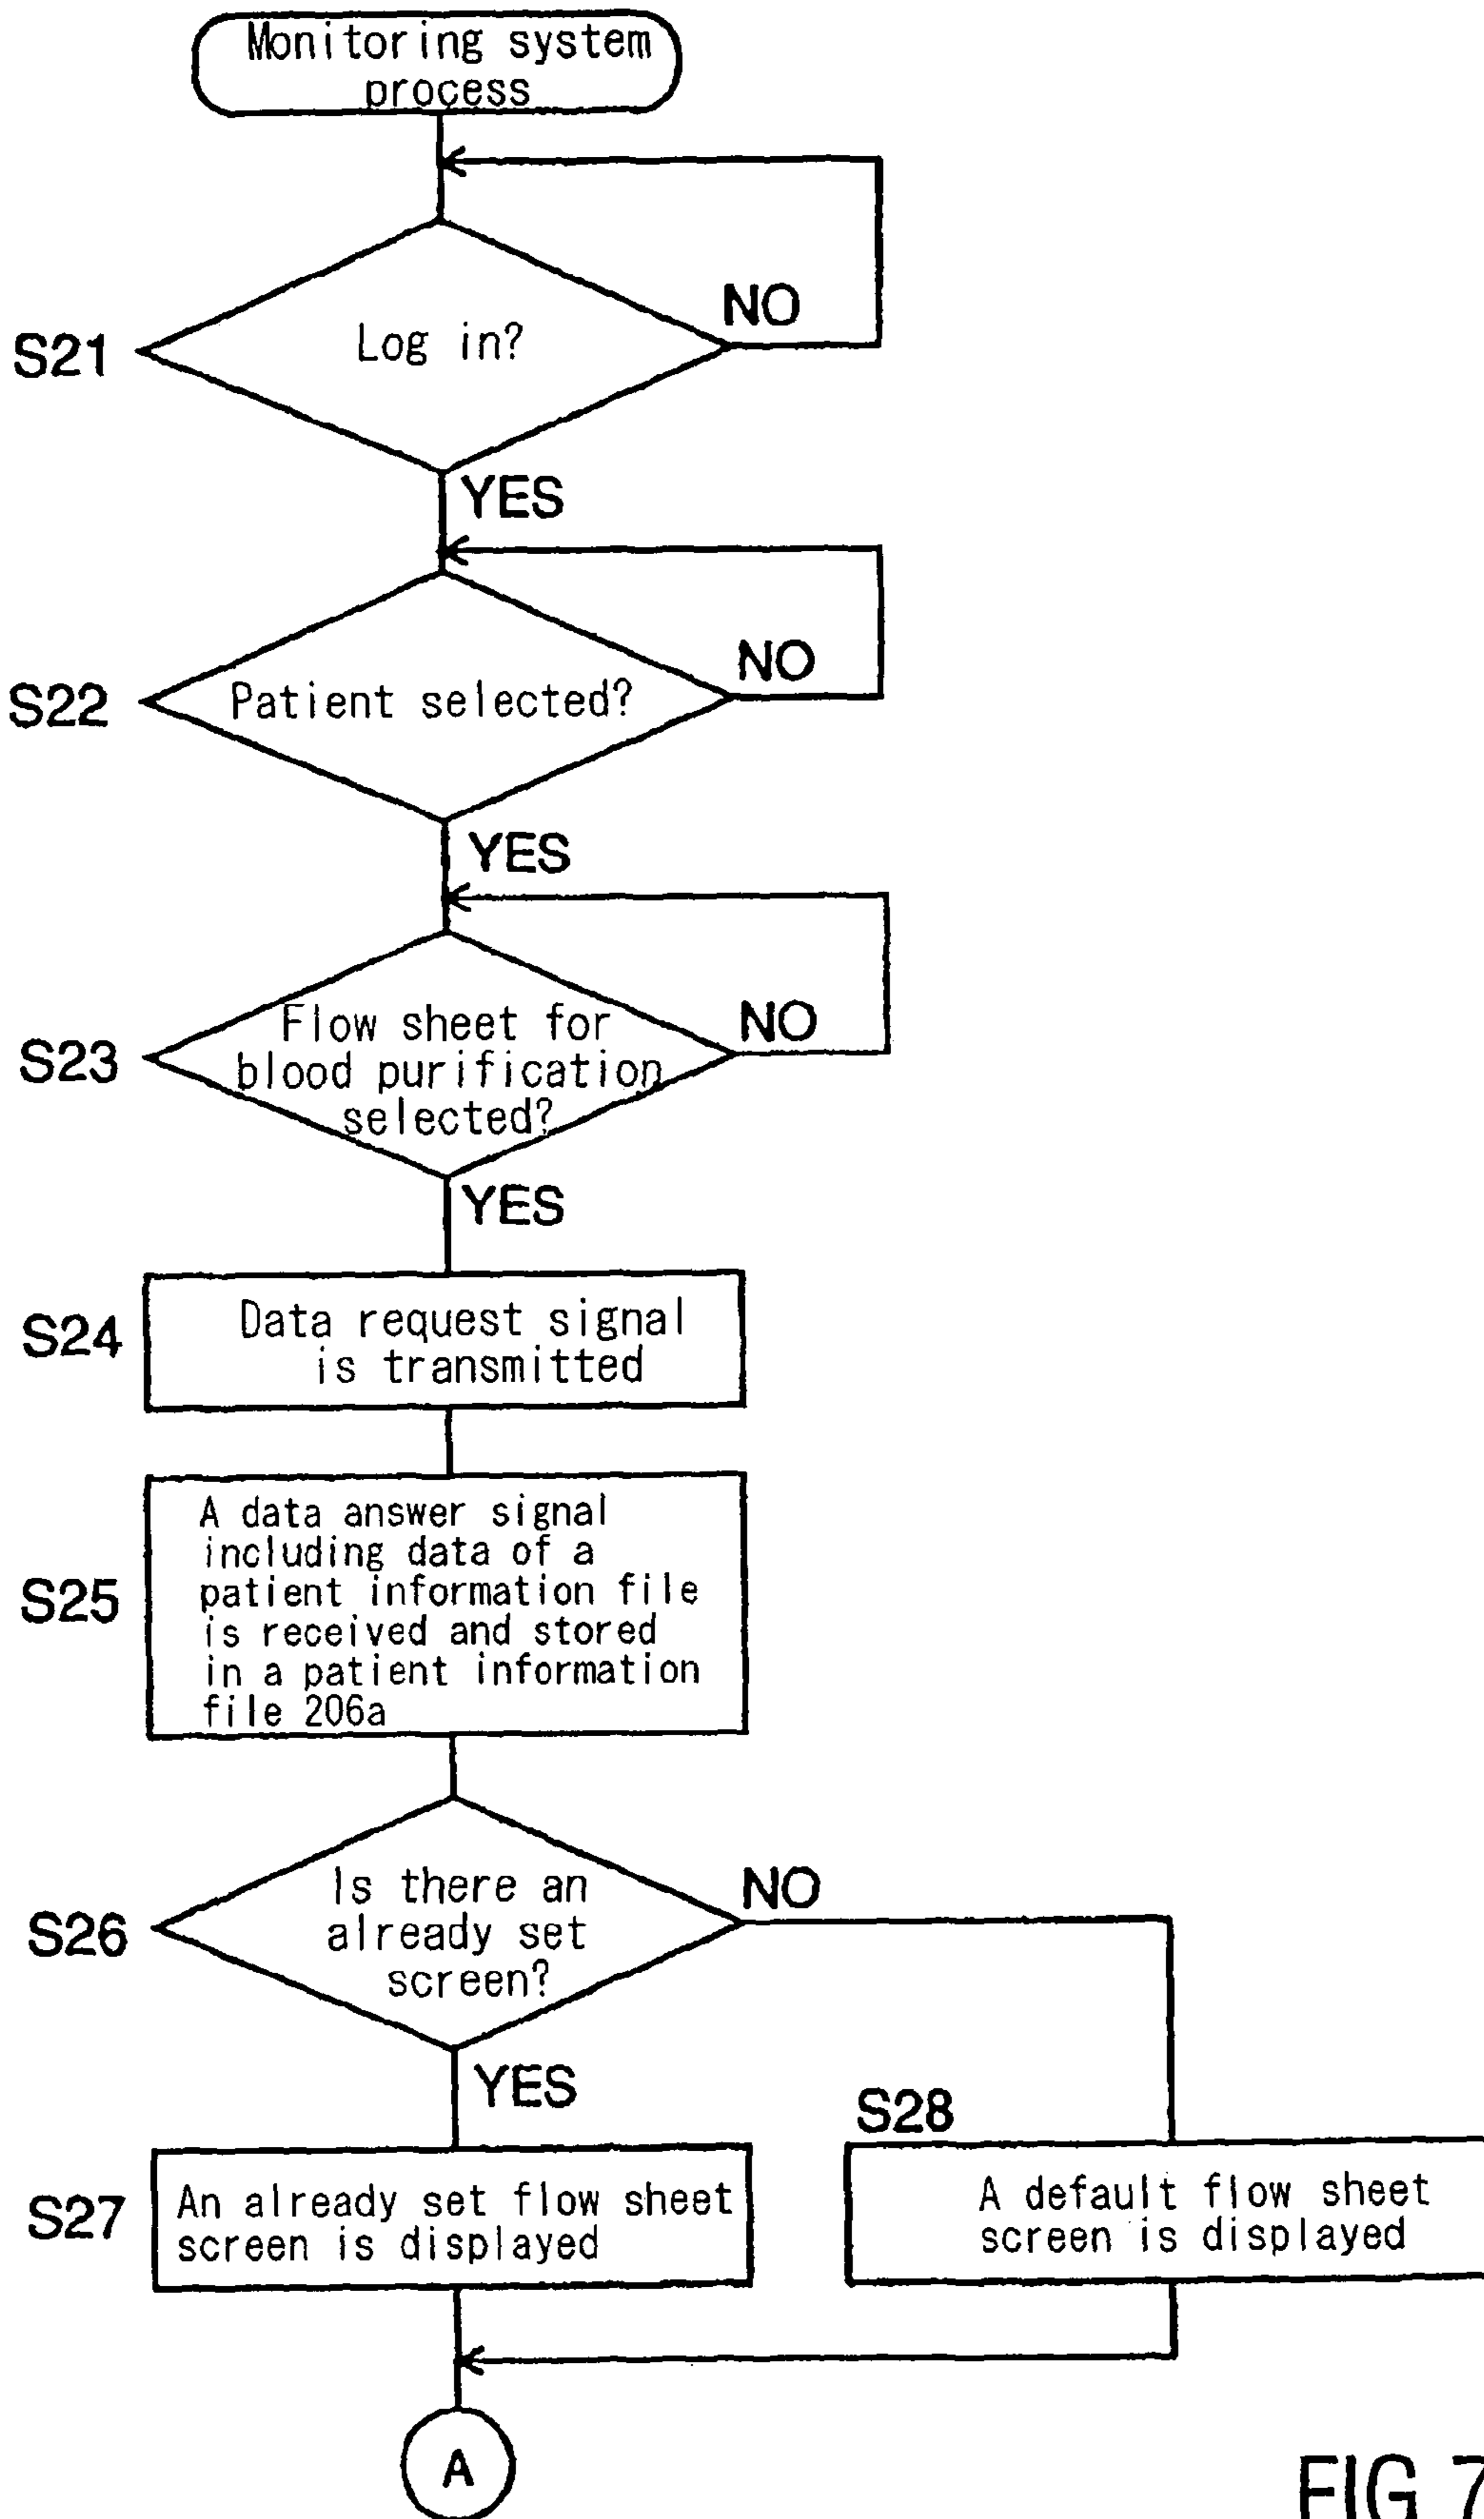 Monitoring system
process
NO
S21
Log in?
YES
NO
S22
Patient selected?
YES
NO
S23
Flow sheet for
blood purification
selected?
YES
S24
Data request signal
is transmitted
S25
A data answer signal
including data of a
patient information file
is received and stored
in a patient information
file 206a
NO
S26
Is there an
already set
screen?
YES
S28
S27
An already set flow sheet
screen is displayed
A default flow sheet
screen is displayed
A
FIG 7